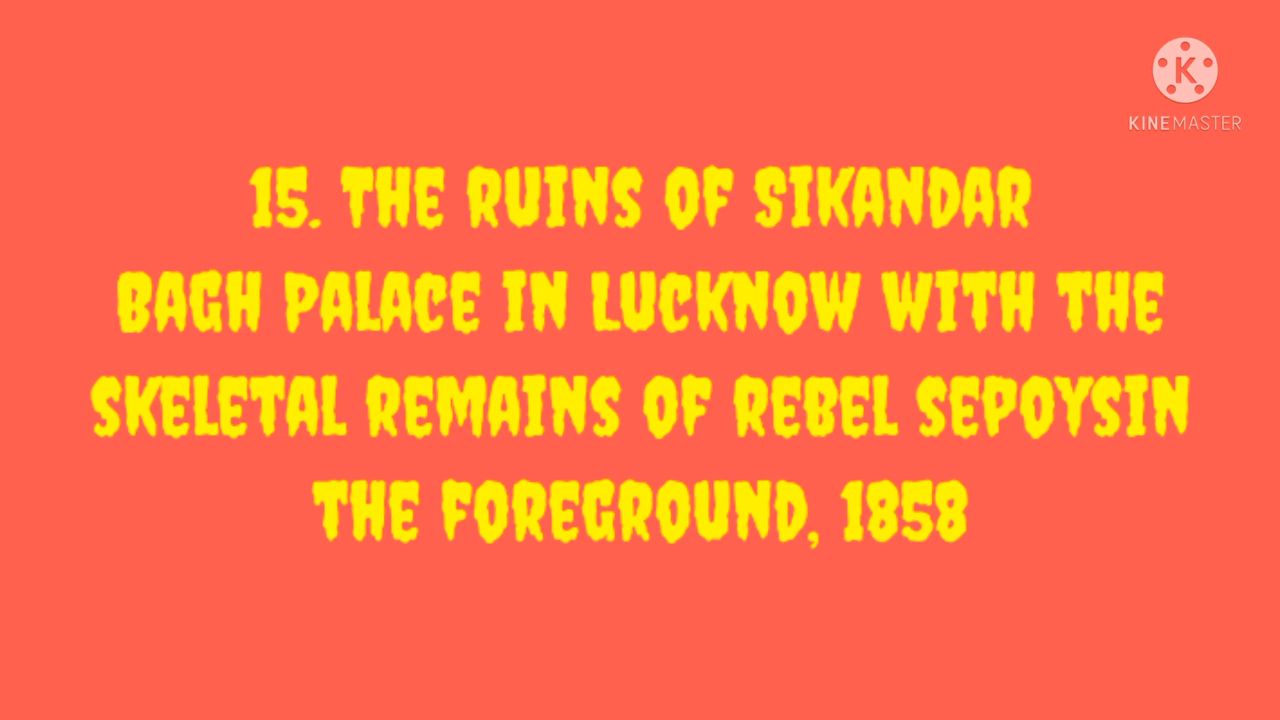 K
KINEMASTER
15. THE RUINS OF SIKANDAR
BAGH PALACE IN LUCKNOW WITH THE
SKELETAL REMAINS OF REBEL SEPOYSIN
THE FOREGROUND, 1858